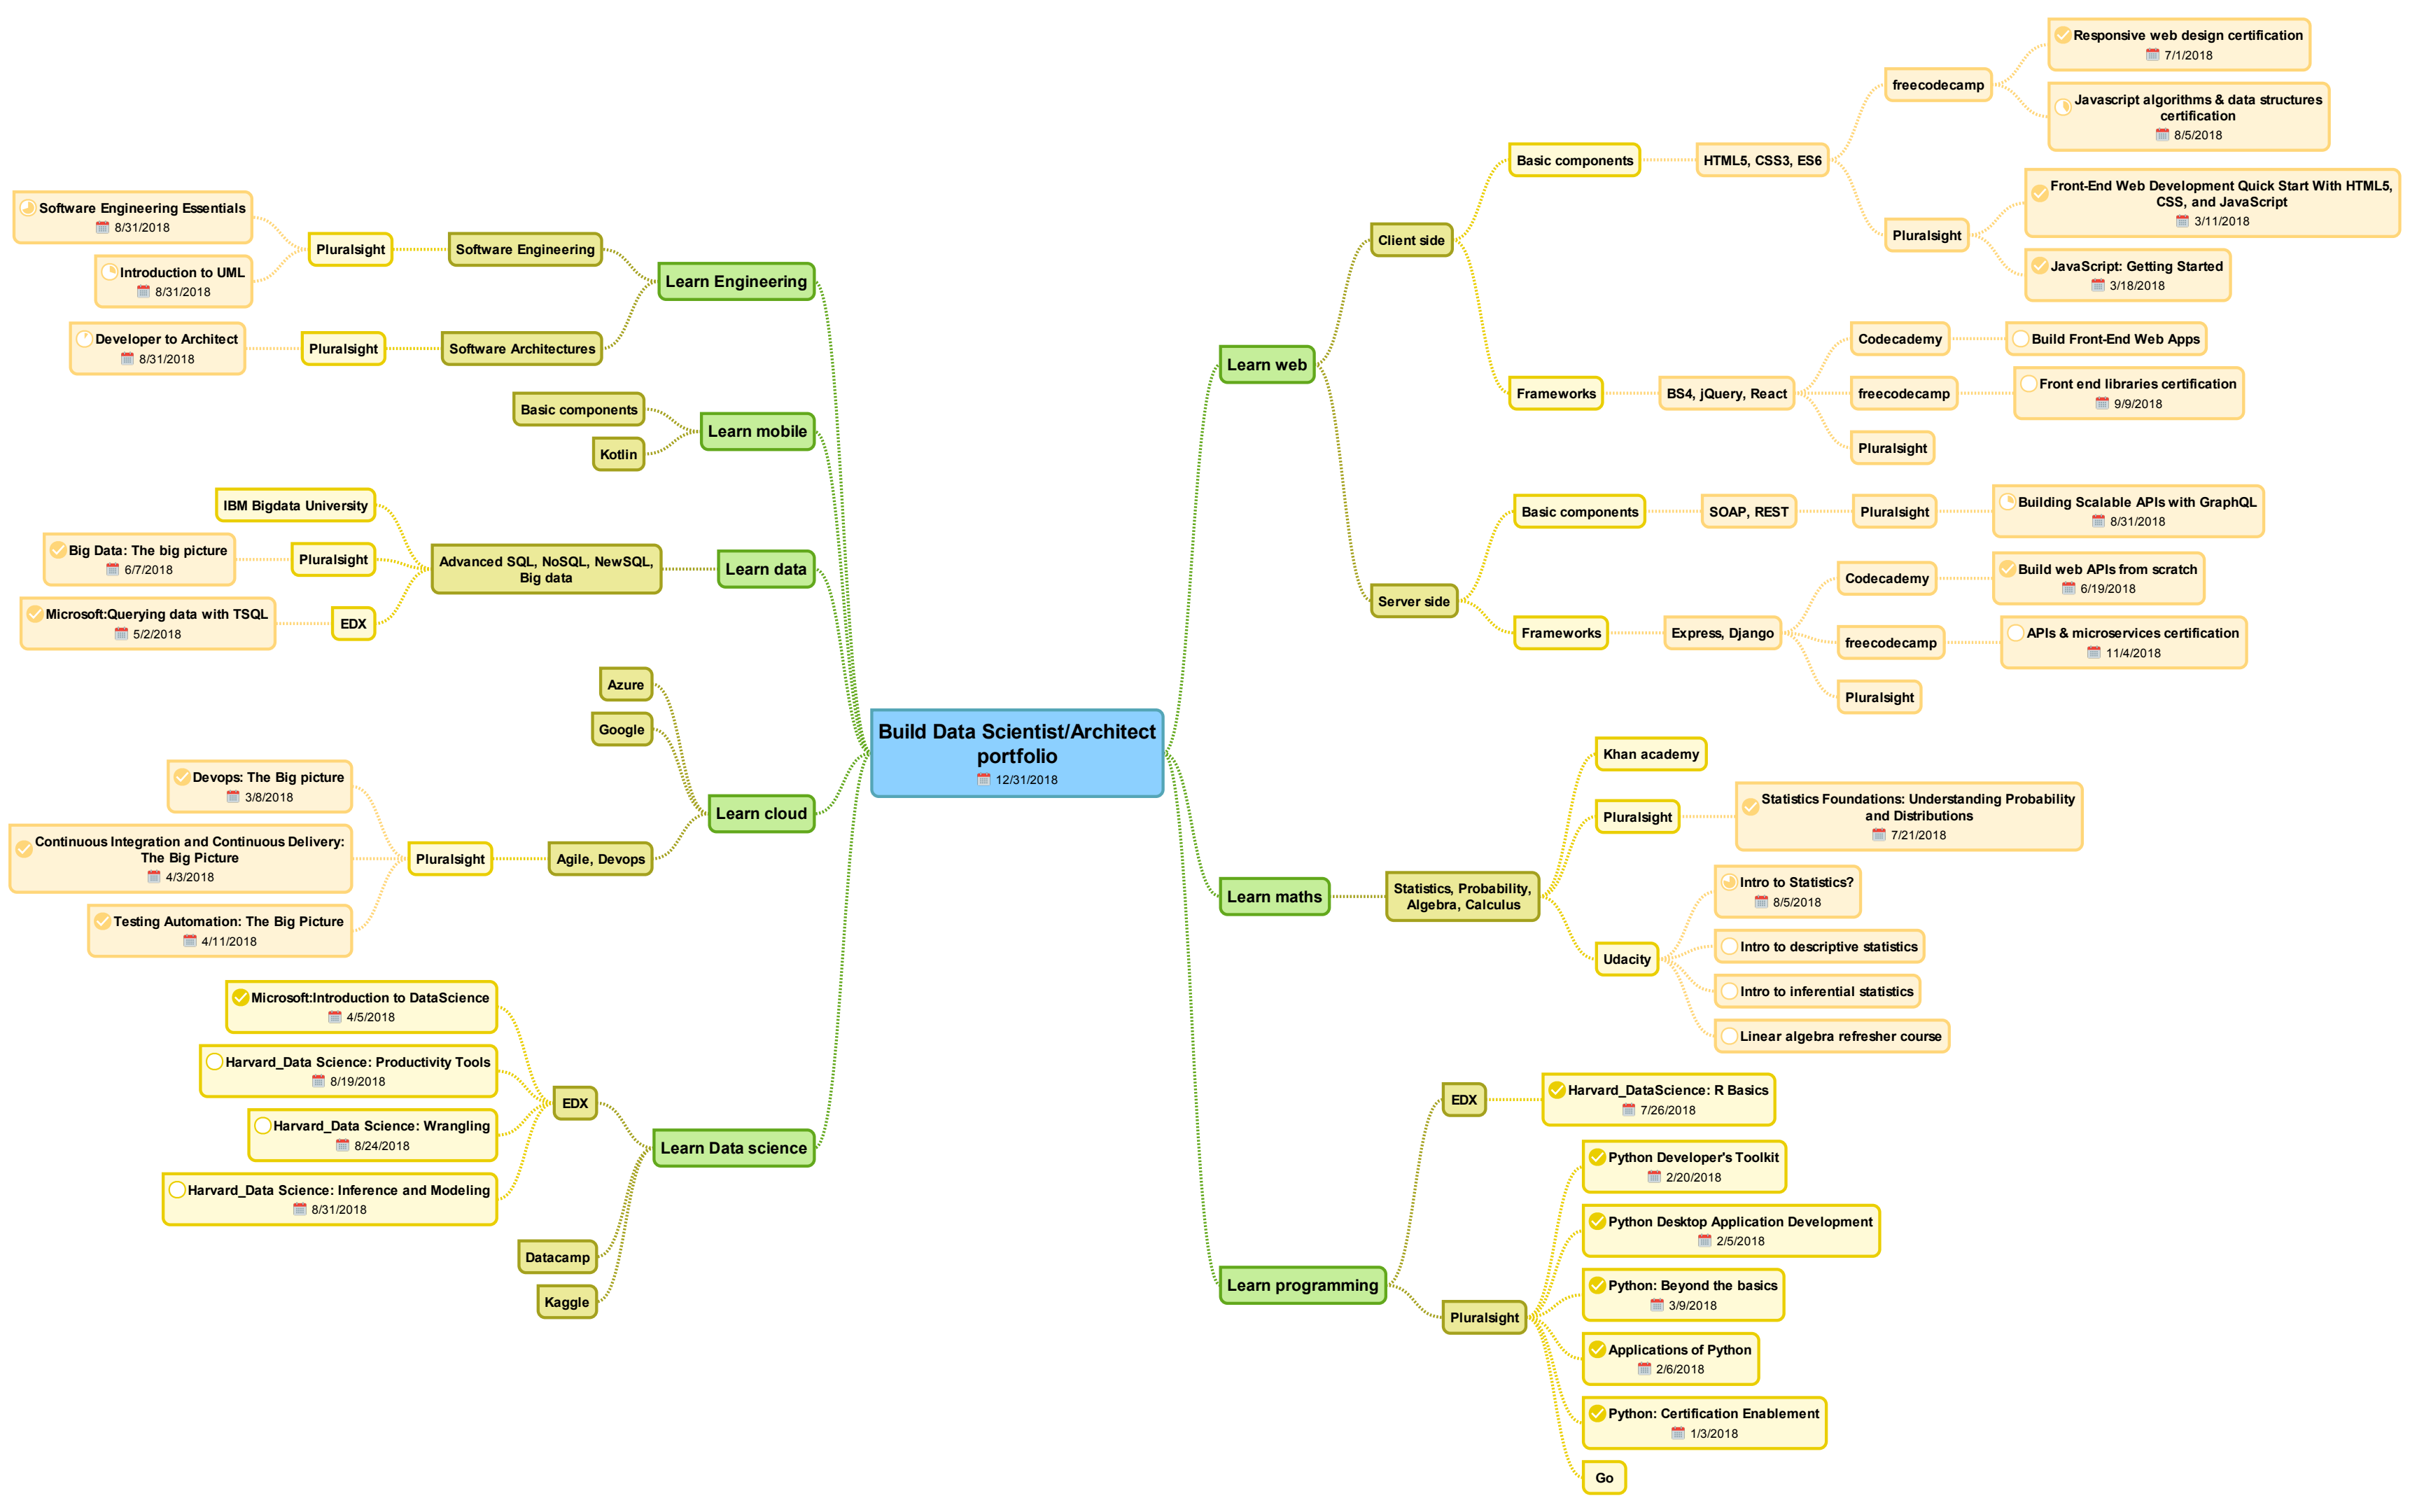 Build Data Scientist/Architect
portfolio
12/31/2018
Learn web
Client side
Basic components
HTML5, CSS3, ES6
freecodecamp
Responsive web design certification
7/1/2018
Javascript algorithms & data structures
certification
8/5/2018
Pluralsight
Front-End Web Development Quick Start With HTML5,
CSS, and JavaScript
3/11/2018
JavaScript: Getting Started
3/18/2018
Frameworks
BS4, jQuery, React
Codecademy
Build Front-End Web Apps
freecodecamp
Front end libraries certification
9/9/2018
Pluralsight
Server side
Basic components
SOAP, REST
Pluralsight
Building Scalable APIs with GraphQL
8/31/2018
Frameworks
Express, Django
Codecademy
Build web APIs from scratch
6/19/2018
freecodecamp
APIs & microservices certification
11/4/2018
Pluralsight
Learn maths
Statistics, Probability,
Algebra, Calculus
Khan academy
Pluralsight
Statistics Foundations: Understanding Probability
and Distributions
7/21/2018
Udacity
Intro to Statistics?
8/5/2018
Intro to descriptive statistics
Intro to inferential statistics
Linear algebra refresher course
Learn programming
EDX
Harvard_DataScience: R Basics
7/26/2018
Pluralsight
Python Developer's Toolkit
2/20/2018
Python Desktop Application Development
2/5/2018
Python: Beyond the basics
3/9/2018
Applications of Python
2/6/2018
Python: Certification Enablement
1/3/2018
Go
Learn Engineering
Software Engineering
Pluralsight
Software Engineering Essentials
8/31/2018
Introduction to UML
8/31/2018
Software Architectures
Pluralsight
Developer to Architect
8/31/2018
Learn mobile
Basic components
Kotlin
Learn data
Advanced SQL, NoSQL, NewSQL,
Big data
IBM Bigdata University
Pluralsight
Big Data: The big picture
6/7/2018
EDX
Microsoft:Querying data with TSQL
5/2/2018
Learn cloud
Azure
Google
Agile, Devops
Pluralsight
Devops: The Big picture
3/8/2018
Continuous Integration and Continuous Delivery:
The Big Picture
4/3/2018
Testing Automation: The Big Picture
4/11/2018
Learn Data science
EDX
Microsoft:Introduction to DataScience
4/5/2018
Harvard_Data Science: Productivity Tools
8/19/2018
Harvard_Data Science: Wrangling
8/24/2018
Harvard_Data Science: Inference and Modeling
8/31/2018
Datacamp
Kaggle